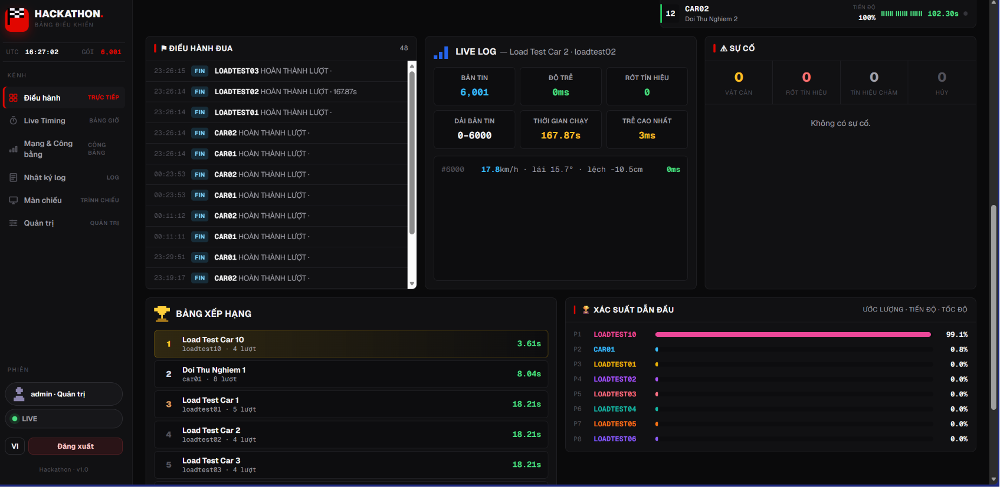 HACKATHON.
BẢNG ĐIỀU KHIỂN
UTC 16:27:02 GÓI 6,001
KÊNH
Điều hành TRỰC TIẾP
Live Timing BẢNG GIỜ
Mạng & Công bằng CÔNG BẰNG
Nhật ký log LOG
Màn chiếu TRÌNH CHIẾU
Quản trị QUẢN TRỊ
PHIÊN
admin · Quản trị
LIVE
VI Đăng xuất
Hackathon · v1.0
12 CAR02 TIẾN ĐỘ
Doi Thu Nghiem 2 100% 102.30s
ĐIỀU HÀNH ĐUA 48
23:26:15 FIN LOADTEST03 HOÀN THÀNH LƯỢT ·
23:26:14 FIN LOADTEST02 HOÀN THÀNH LƯỢT · 167.87s
23:26:14 FIN LOADTEST01 HOÀN THÀNH LƯỢT ·
23:26:14 FIN CAR02 HOÀN THÀNH LƯỢT ·
23:26:14 FIN CAR01 HOÀN THÀNH LƯỢT ·
00:23:53 FIN CAR02 HOÀN THÀNH LƯỢT ·
00:23:53 FIN CAR01 HOÀN THÀNH LƯỢT ·
00:11:12 FIN CAR02 HOÀN THÀNH LƯỢT ·
00:11:11 FIN CAR01 HOÀN THÀNH LƯỢT ·
23:29:51 FIN CAR01 HOÀN THÀNH LƯỢT ·
23:19:17 FIN CAR02 HOÀN THÀNH LƯỢT ·
LIVE LOG — Load Test Car 2 · loadtest02
BẢN TIN
6,001
ĐỘ TRỄ
0ms
RỚT TÍN HIỆU
0
DẢI BẢN TIN
0–6000
THỜI GIAN CHẠY
167.87s
TRỄ CAO NHẤT
3ms
#6000 17.8km/h · lái 15.7° · lệch -10.5cm 0ms
SỰ CỐ
0 0 0 0
VẬT CẢN RỚT TÍN HIỆU TÍN HIỆU CHẬM HỦY
Không có sự cố.
BẢNG XẾP HẠNG
1 Load Test Car 10 3.61s
loadtest10 · 4 lượt
2 Doi Thu Nghiem 1 8.04s
car01 · 8 lượt
3 Load Test Car 1 18.21s
loadtest01 · 5 lượt
4 Load Test Car 2 18.21s
loadtest02 · 4 lượt
5 Load Test Car 3 18.21s
loadtest03 · 4 lượt
XÁC SUẤT DẪN ĐẦU ƯỚC LƯỢNG · TIẾN ĐỘ · TỐC ĐỘ
P1 LOADTEST10 99.1%
P2 CAR01 0.8%
P3 LOADTEST01 0.0%
P4 LOADTEST02 0.0%
P5 LOADTEST03 0.0%
P6 LOADTEST04 0.0%
P7 LOADTEST05 0.0%
P8 LOADTEST06 0.0%